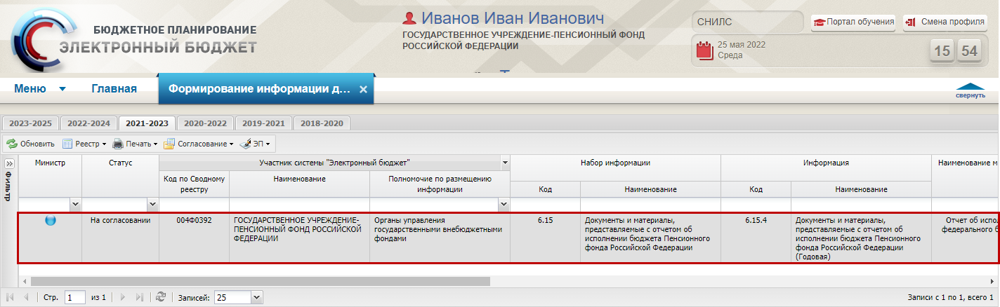 БЮДЖЕТНОЕ ПЛАНИРОВАНИЕ
ЭЛЕКТРОННЫЙ БЮДЖЕТ
Иванов Иван Иванович
ГОСУДАРСТВЕННОЕ УЧРЕЖДЕНИЕ-ПЕНСИОННЫЙ ФОНД
РОССИЙСКОЙ ФЕДЕРАЦИИ
СНИЛС
Портал обучения
Смена профиля
25 мая 2022
Среда
15 54
Меню
Главная
Формирование информации д...
свернуть
2023-2025
2022-2024
2021-2023
2020-2022
2019-2021
2018-2020
Обновить
Реестр
Печать
Согласование
ЭП
Фильтр
Министр
Статус
Участник системы "Электронный бюджет"
Код по Сводному
реестру
Наименование
Полномочие по размещению
информации
Набор информации
Код
Наименование
Информация
Код
Наименование
Наименование м
На согласовании
004Ф0392
ГОСУДАРСТВЕННОЕ УЧРЕЖДЕНИЕ-
ПЕНСИОННЫЙ ФОНД РОССИЙСКОЙ
ФЕДЕРАЦИИ
Органы управления
государственными внебюджетными
фондами
6.15
Документы и материалы,
представляемые с отчетом об
исполнении бюджета Пенсионного
фонда Российской Федерации
6.15.4
Документы и материалы,
представляемые с отчетом об
исполнении бюджета Пенсионного
фонда Российской Федерации
(Годовая)
Отчет об испол
федерального б
Стр. 1 из 1
Записей: 25
Записи с 1 по 1, всего 1